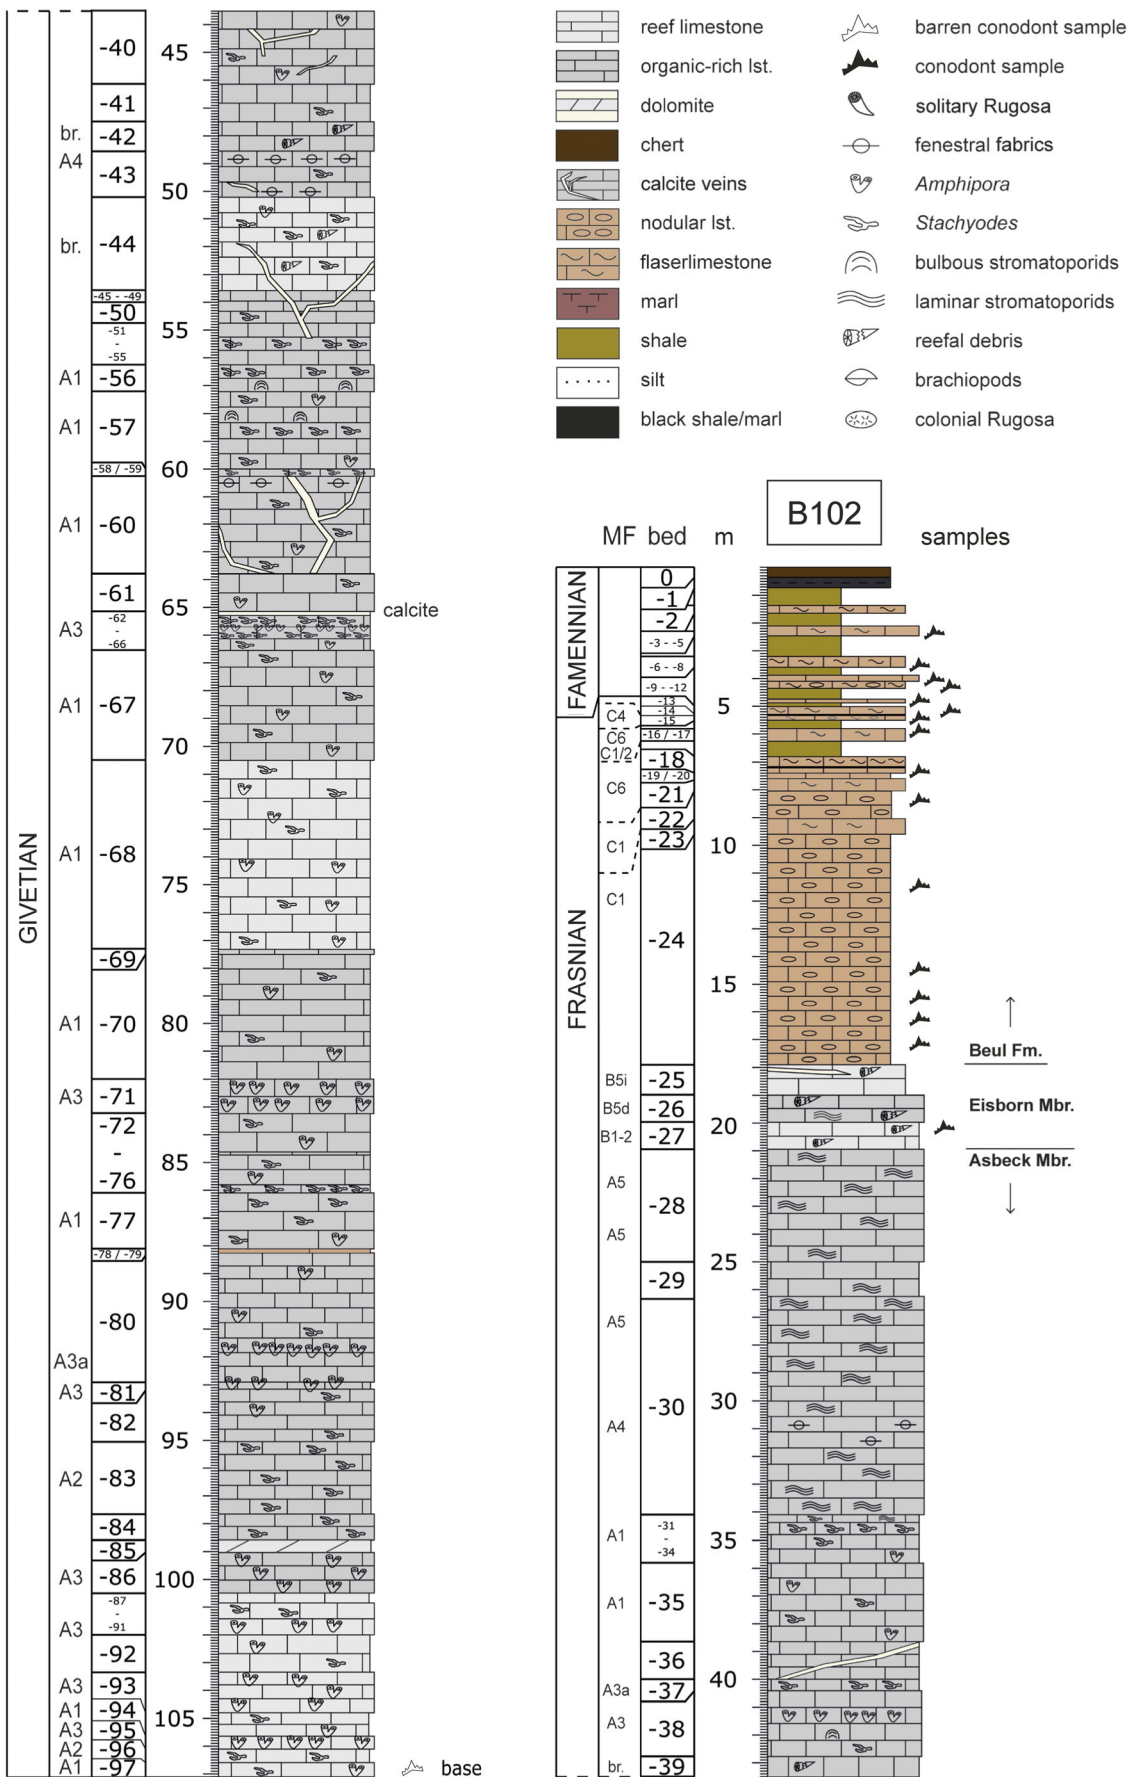 GIVETIAN
-40
45
-41
br.
-42
A4
-43
50
br.
-44
-45 - -49
-50
-51
-
-55
55
A1
-56
A1
-57
-58 / -59
60
A1
-60
-61
65
calcite
A3
-62
-
-66
A1
-67
70
A1
-68
75
-69
A1
-70
80
A3
-71
-72
-
-76
85
A1
-77
-78 / -79
-80
90
A3a
A3
-81
-82
95
A2
-83
-84
-85
A3
-86
100
-87
-
-91
A3
-92
A3
-93
A1
-94
105
A3
-95
A2
-96
A1
-97
base
reef limestone
organic-rich lst.
dolomite
chert
calcite veins
nodular lst.
flaserlimestone
marl
shale
silt
black shale/marl
barren conodont sample
conodont sample
solitary Rugosa
fenestral fabrics
Amphipora
Stachyodes
bulbous stromatoporids
laminar stromatoporids
reefal debris
brachiopods
colonial Rugosa
B102
MF bed m samples
FAMENNIAN
FRASNIAN
0
-1
-2
-3 - -5
-6 - -8
-9 - -12
-13
5
C4
-14
-15
C6
-16 / -17
C1/2
-18
-19 / -20
C6
-21
-22
C1
-23
10
C1
-24
15
Beul Fm.
B5i
-25
B5d
-26
Eisborn Mbr.
20
B1-2
-27
Asbeck Mbr.
A5
-28
A5
25
-29
A5
-30
30
A4
A1
-31
-
-34
35
A1
-35
-36
40
A3a
-37
A3
-38
br.
-39